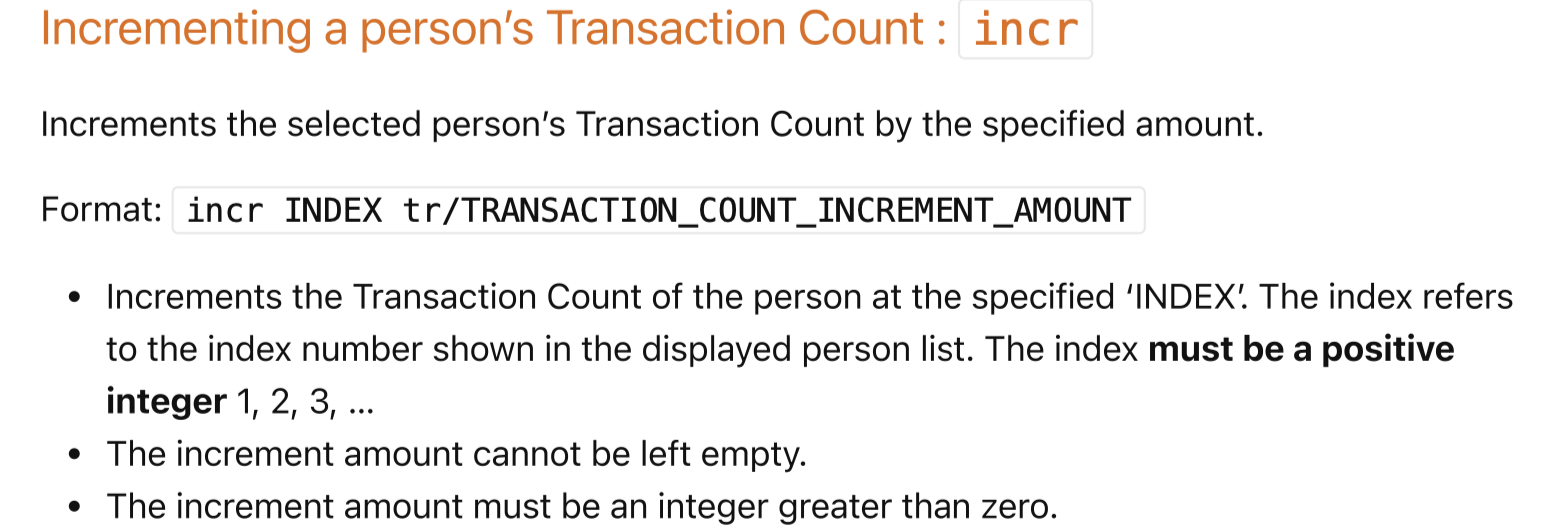 Incrementing a person’s Transaction Count : incr
Increments the selected person’s Transaction Count by the specified amount.
Format: incr INDEX tr/TRANSACTION_COUNT_INCREMENT_AMOUNT
• Increments the Transaction Count of the person at the specified ‘INDEX’. The index refers
to the index number shown in the displayed person list. The index must be a positive
integer 1, 2, 3, …
• The increment amount cannot be left empty.
• The increment amount must be an integer greater than zero.